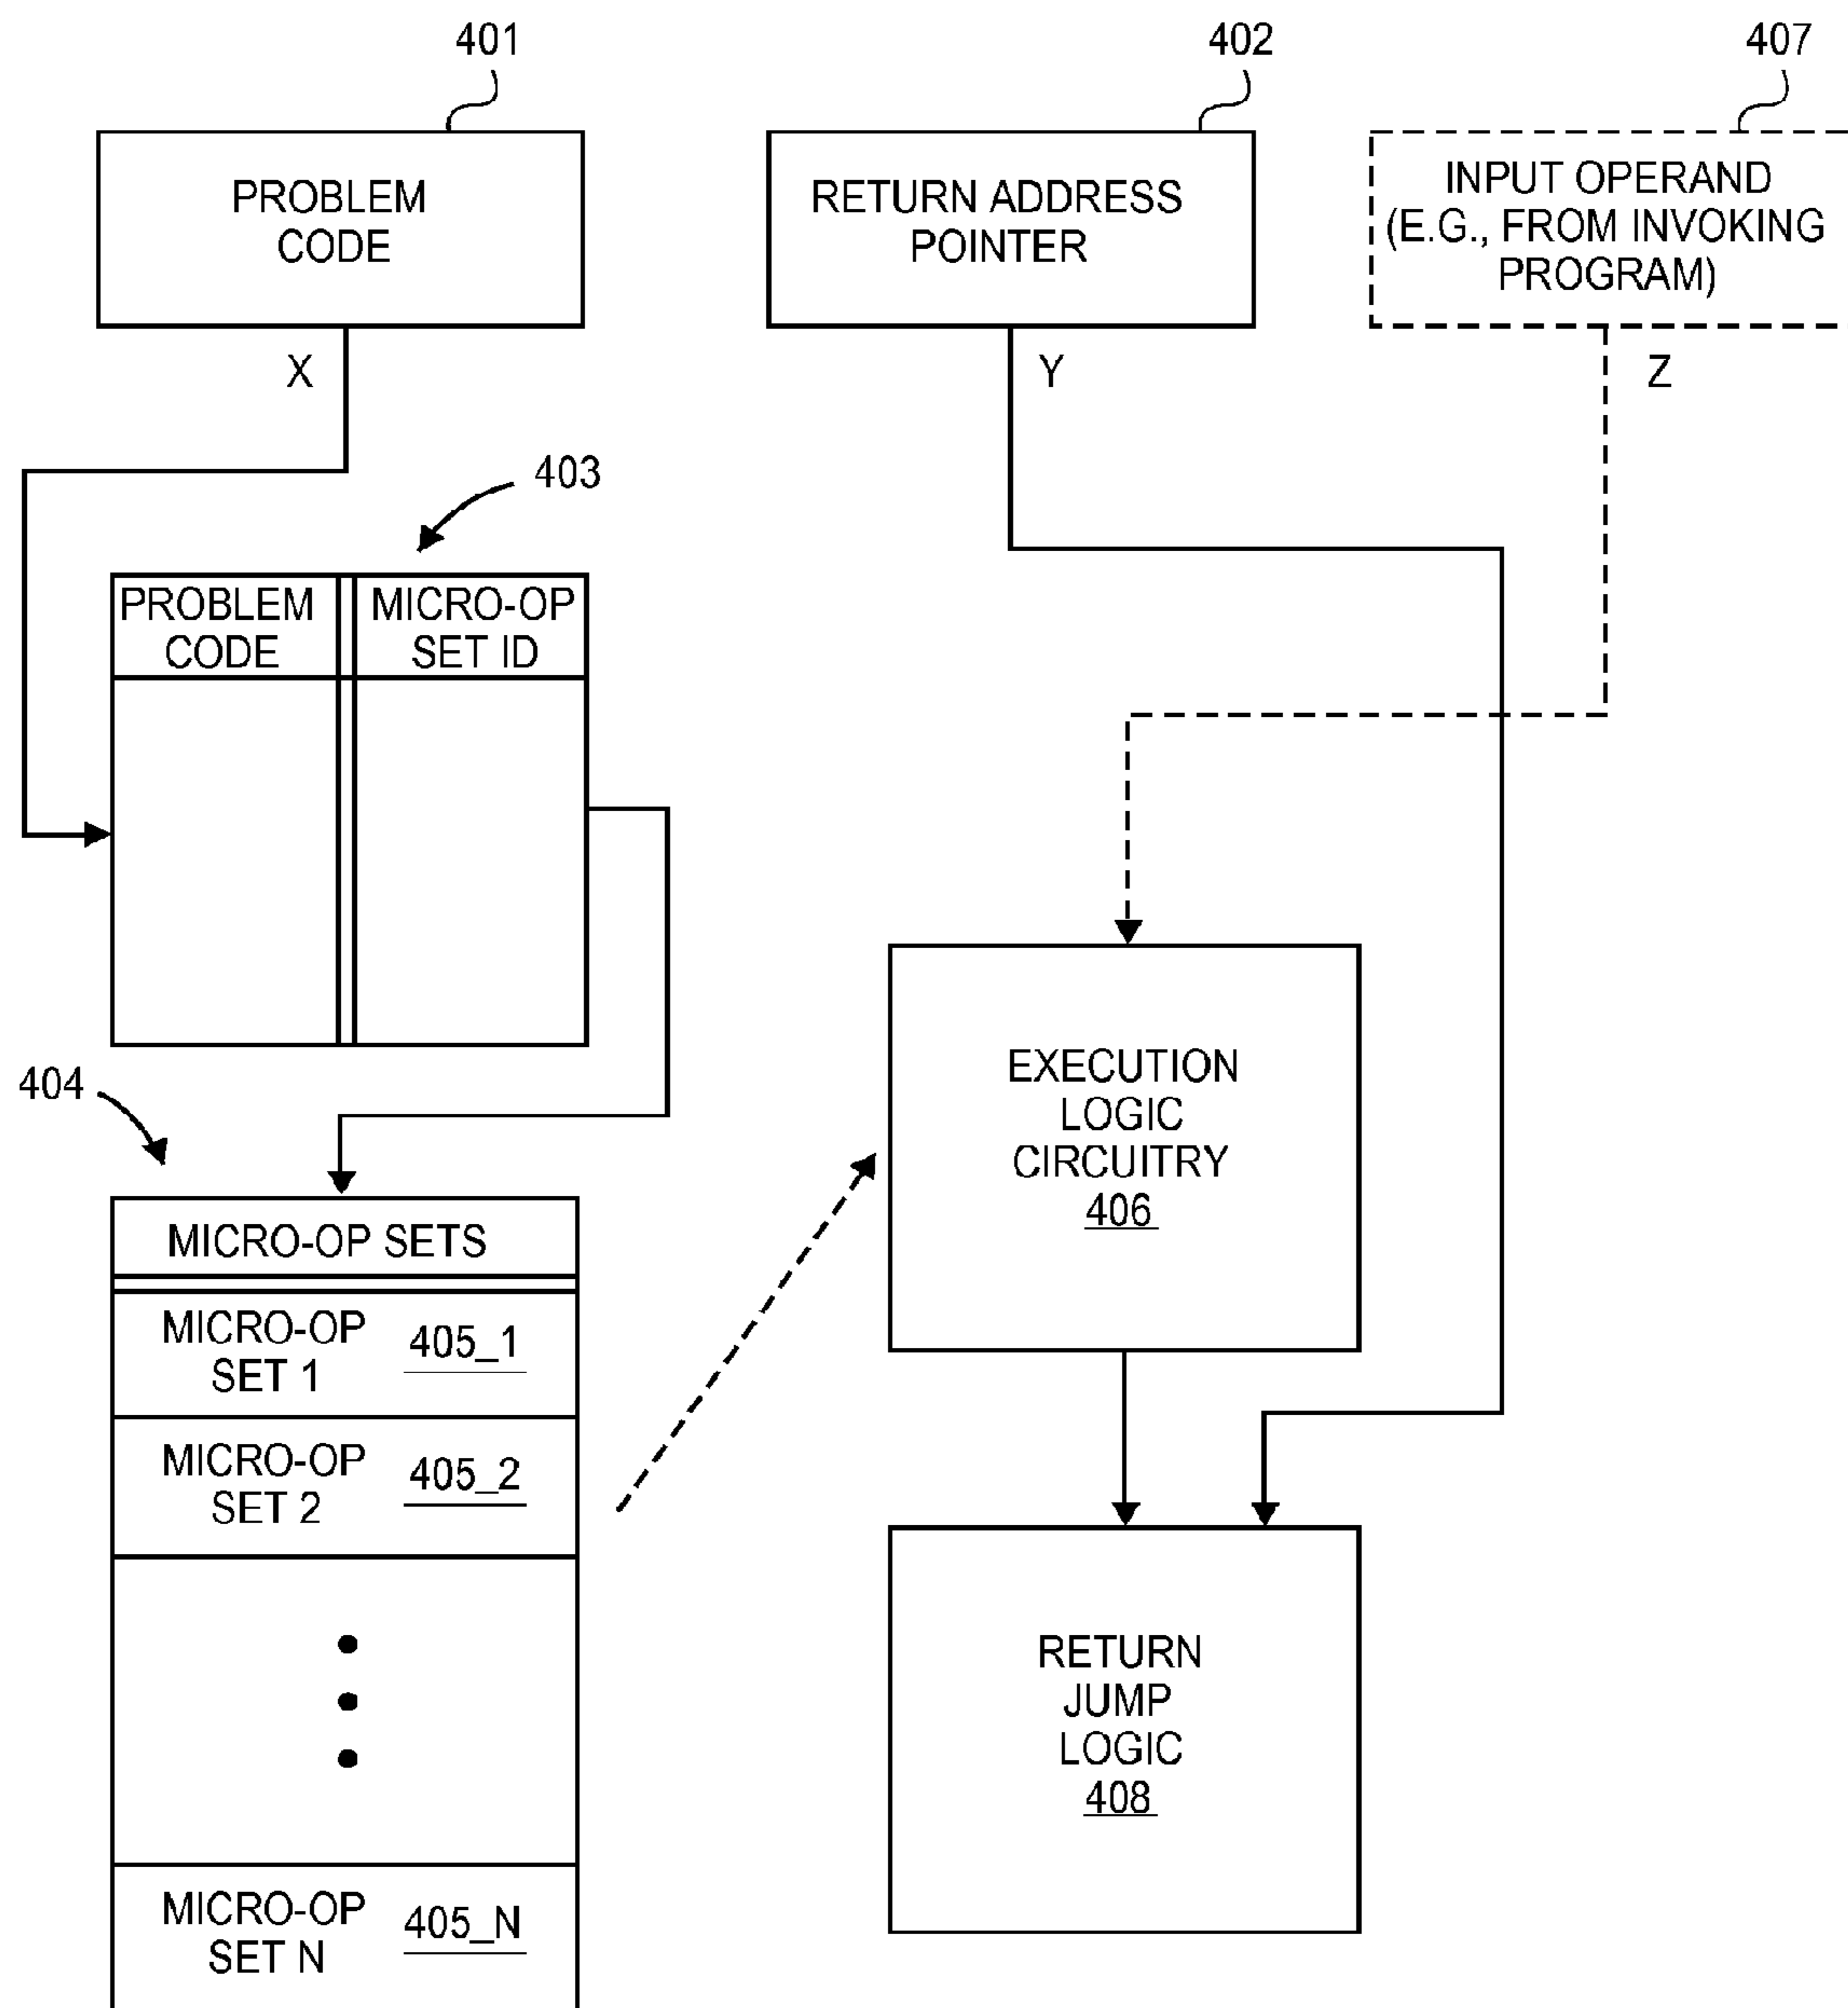 401
402
407
PROBLEM
CODE
RETURN ADDRESS
POINTER
INPUT OPERAND
(E.G., FROM INVOKING
PROGRAM)
X
Y
Z
403
PROBLEM
CODE
MICRO-OP
SET ID
404
EXECUTION
LOGIC
CIRCUITRY
406
MICRO-OP SETS
MICRO-OP
SET 1
405_1
MICRO-OP
SET 2
405_2
RETURN
JUMP
LOGIC
408
MICRO-OP
SET N
405_N